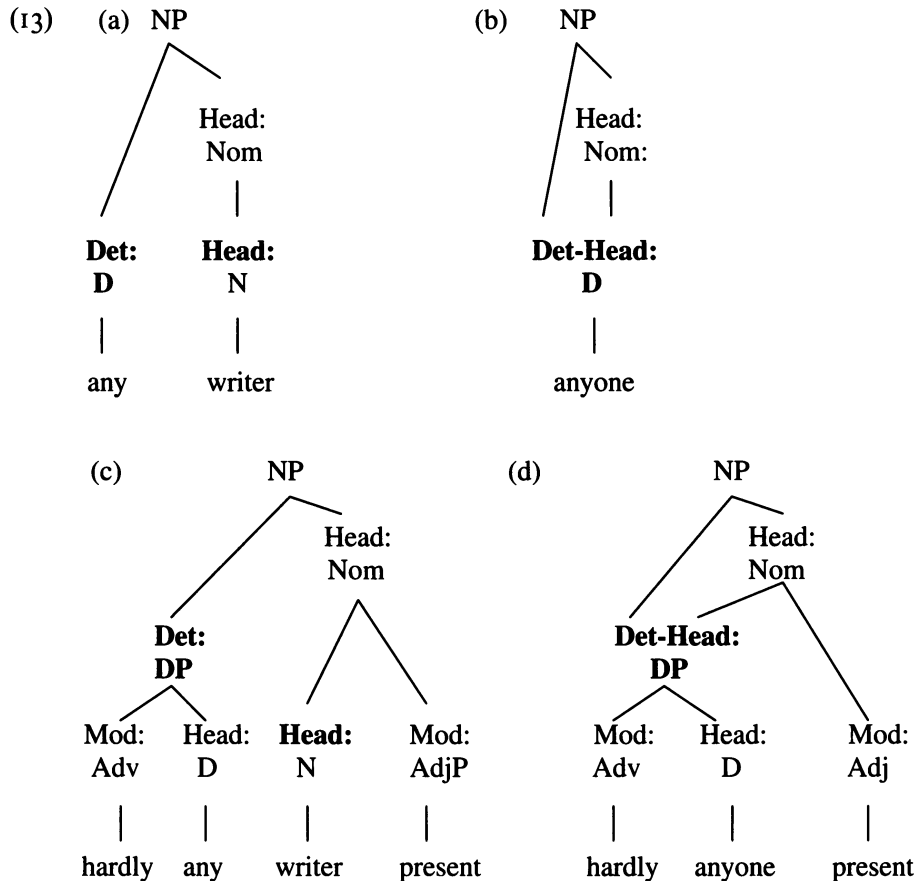 (13) (a) NP (b) NP
Head: Head:
Nom Nom:
Det: Head: Det-Head:
D N D
any writer anyone
(c) NP (d) NP
Head: Head:
Nom Nom
Det: Det-Head:
DP DP
Mod: Head: Head: Mod: Mod: Head: Mod:
Adv D N AdjP Adv D Adj
hardly any writer present hardly anyone present